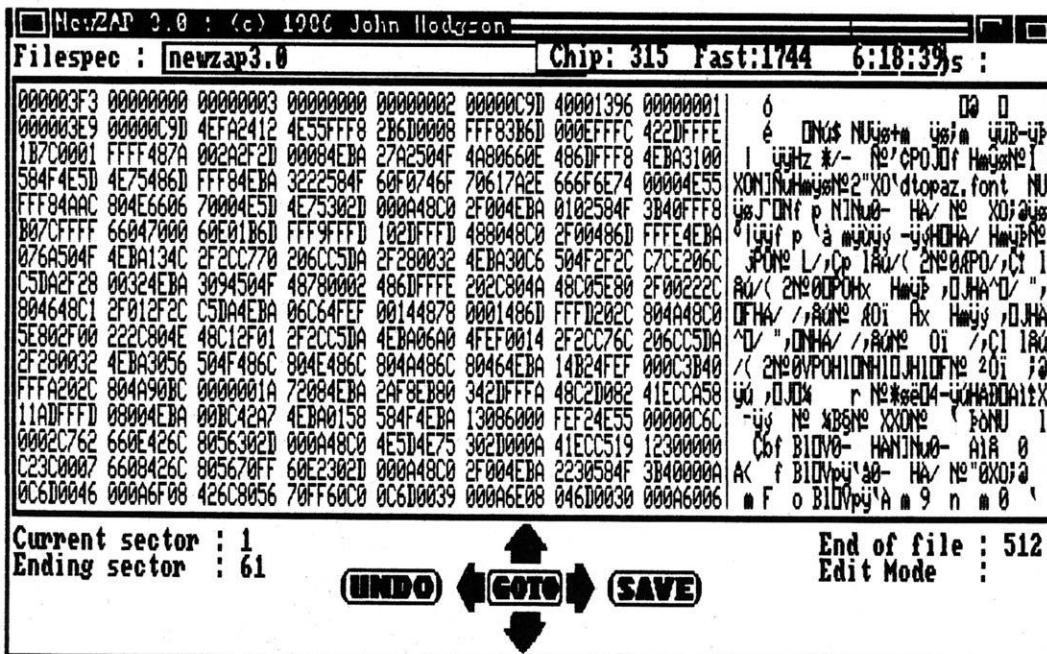 NewZAP 3.0 : (c) 1986 John Hodgson
Filespec : newzap3.0 Chip: 315 Fast:1744 6:18:39 s :
000003F3 00000000 00000003 00000000 00000002 00000C9D 40001396 00000001
000003E9 00000C9D 4EFA2412 4E55FFF8 2B6D0008 FFF83B6D 000EFFFC 422DFFFE
1B7C0001 FFFF487A 002A2F2D 00084EBA 27A2504F 4A80660E 486DFFF8 4EBA3100
584F4E5D 4E75486D FFF84EBA 3222584F 60F0746F 70617A2E 666F6E74 00004E55
FFF84AAC 804E6606 70004E5D 4E75302D 000A48C0 2F004EBA 0102584F 3B40FFF8
B07CFFFF 66047000 60E01B6D FFF9FFFD 102DFFFD 488048C0 2F00486D FFFE4EBA
076A504F 4EBA134C 2F2CC770 206CC5DA 2F280032 4EBA30C6 504F2F2C C7CE206C
C5DA2F28 00324EBA 3094504F 48780002 486DFFFE 202C804A 48C05E80 2F00222C
804648C1 2F012F2C C5DA4EBA 06C64FEF 00144878 0001486D FFFD202C 804A48C0
5E802F00 222C804E 48C12F01 2F2CC5DA 4EBA06A0 4FEF0014 2F2CC76C 206CC5DA
2F280032 4EBA3056 504F486C 804E486C 804A486C 80464EBA 14B24FEF 000C3B40
FFFA202C 804A90BC 0000001A 72084EBA 2AF8EB80 342DFFFA 48C2D082 41ECCA58
11ADFFFD 08004EBA 00BC42A7 4EBA0158 584F4EBA 13086000 FEF24E55 00000C6C
0002C762 660E426C 8056302D 000A48C0 4E5D4E75 302D000A 41ECC519 12300000
C23C0007 6608426C 805670FF 60E2302D 000A48C0 2F004EBA 2230584F 3B40000A
0C6D0046 000A6F08 426C8056 70FF60C0 0C6D0039 000A6E08 046D0030 000A6006
Current sector : 1 End of file : 512
Ending sector : 61 Edit Mode :
UNDO GOTO SAVE